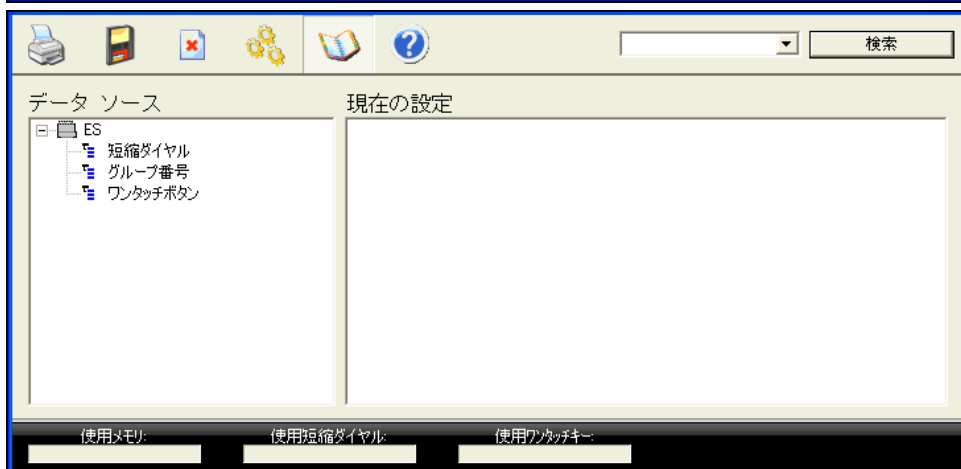 検索
データ ソース
現在の設定
ES
短縮ダイヤル
グループ番号
ワンタッチボタン
使用メモリ:
使用短縮ダイヤル:
使用ワンタッチキー: